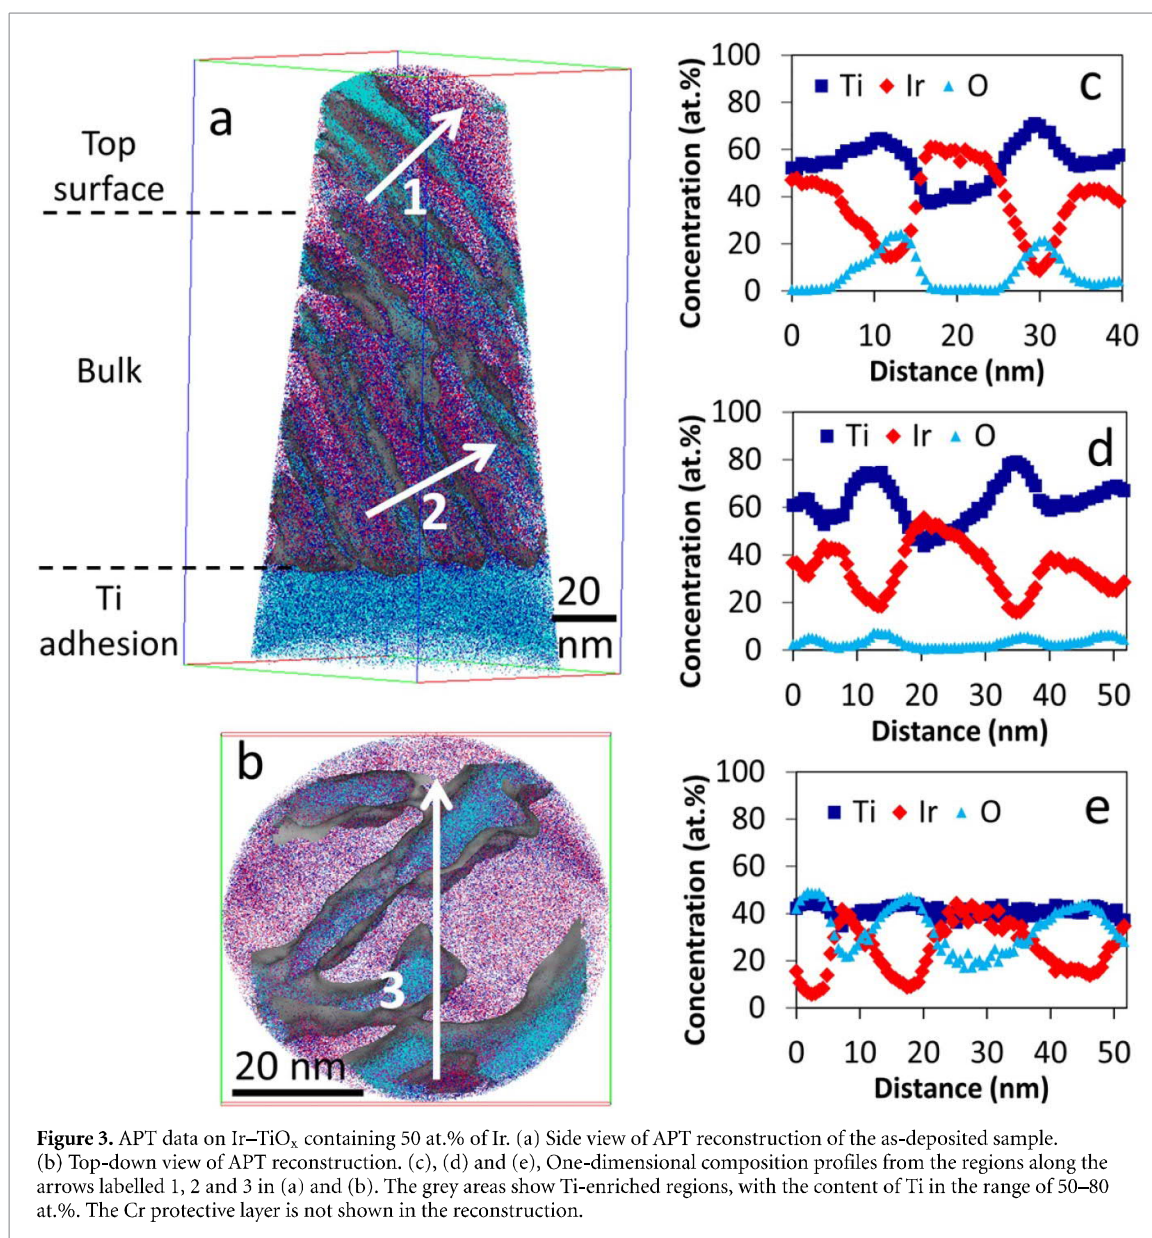 a
Top
surface
1
Bulk
2
Ti
adhesion
20
nm
b
3
20 nm
100
80
60
40
20
0
Concentration (at.%)
Ti Ir O
c
0 10 20 30 40
Distance (nm)
100
80
60
40
20
0
Concentration (at.%)
Ti Ir O
d
0 10 20 30 40 50
Distance (nm)
100
80
60
40
20
0
Concentration (at.%)
Ti Ir O
e
0 10 20 30 40 50
Distance (nm)
Figure 3. APT data on Ir–TiOₓ containing 50 at.% of Ir. (a) Side view of APT reconstruction of the as-deposited sample.
(b) Top-down view of APT reconstruction. (c), (d) and (e), One-dimensional composition profiles from the regions along the
arrows labelled 1, 2 and 3 in (a) and (b). The grey areas show Ti-enriched regions, with the content of Ti in the range of 50–80
at.%. The Cr protective layer is not shown in the reconstruction.